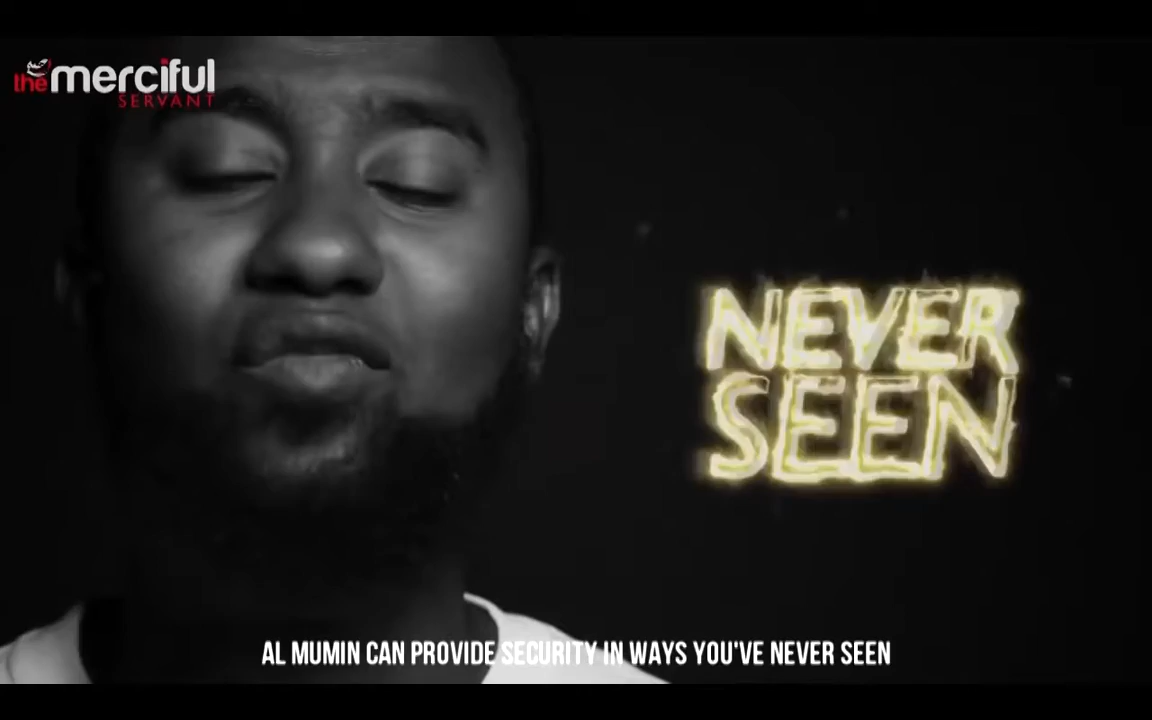 the merciful
SERVANT
NEVER
SEEN
AL MUMIN CAN PROVIDE SECURITY IN WAYS YOU'VE NEVER SEEN